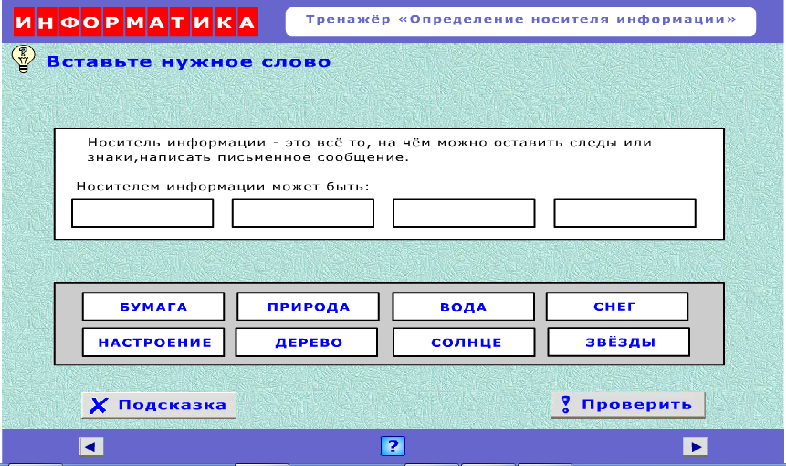 ИНФОРМАТИКА
Тренажёр «Определение носителя информации»
Вставьте нужное слово
Носитель информации - это всё то, на чём можно оставить следы или
знаки,написать письменное сообщение.
Носителем информации может быть:
БУМАГА ПРИРОДА ВОДА СНЕГ
НАСТРОЕНИЕ ДЕРЕВО СОЛНЦЕ ЗВЁЗДЫ
Подсказка Проверить
?